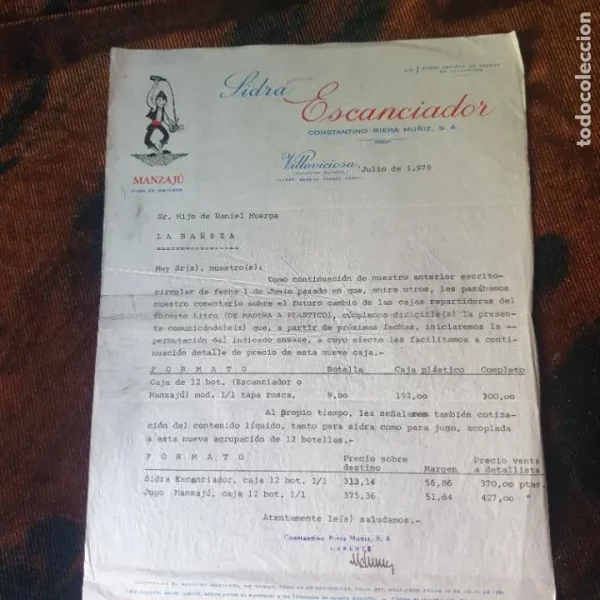 Sidra Escanciador
CONSTANTINO RIERA MUÑIZ, S. A.
MANZAJÚ
zumo de manzana
Villaviciosa, Julio de 1.978
Sr. Hijo de Daniel Huerga
LA BAÑEZA
Muy Sr(s), nuestro(s):
Como continuación de nuestro anterior escrito-
circular de fecha 1 de Junio pasado en que, entre otros, les pasábamos
nuestro comentario sobre el futuro cambio de las cajas repartidoras del
formato Litro (DE MADERA A PLASTICO), cúmplenos dirigirle(s) la presente
comunicándole(s) que, a partir de próximas fechas, iniciaremos la --
permutación del indicado envase, a cuyo efecto les facilitamos a conti-
nuación detalle de precio de esta nueva caja.-
FORMATO Botella Caja plástico Completo
Caja de 12 bot. (Escanciador o
Manzajú) mod. 1/1 tapa rosca, 9,00 192,00 300,00
Al propio tiempo, les señalamos también cotiza-
ción del contenido líquido, tanto para sidra como para jugo, acoplada
a esta nueva agrupación de 12 botellas.-
FORMATO Precio sobre destino Margen Precio venta a detallista
Sidra Escanciador, caja 12 bot. 1/1 313,14 56,86 370,00 ptas.
Jugo Manzajú, caja 12 bot. 1/1 375,36 51,64 427,00 "
Atentamente le(s) saludamos.-
Constantino Riera Muñiz, S. A
GERENTE
todocoleccion.net